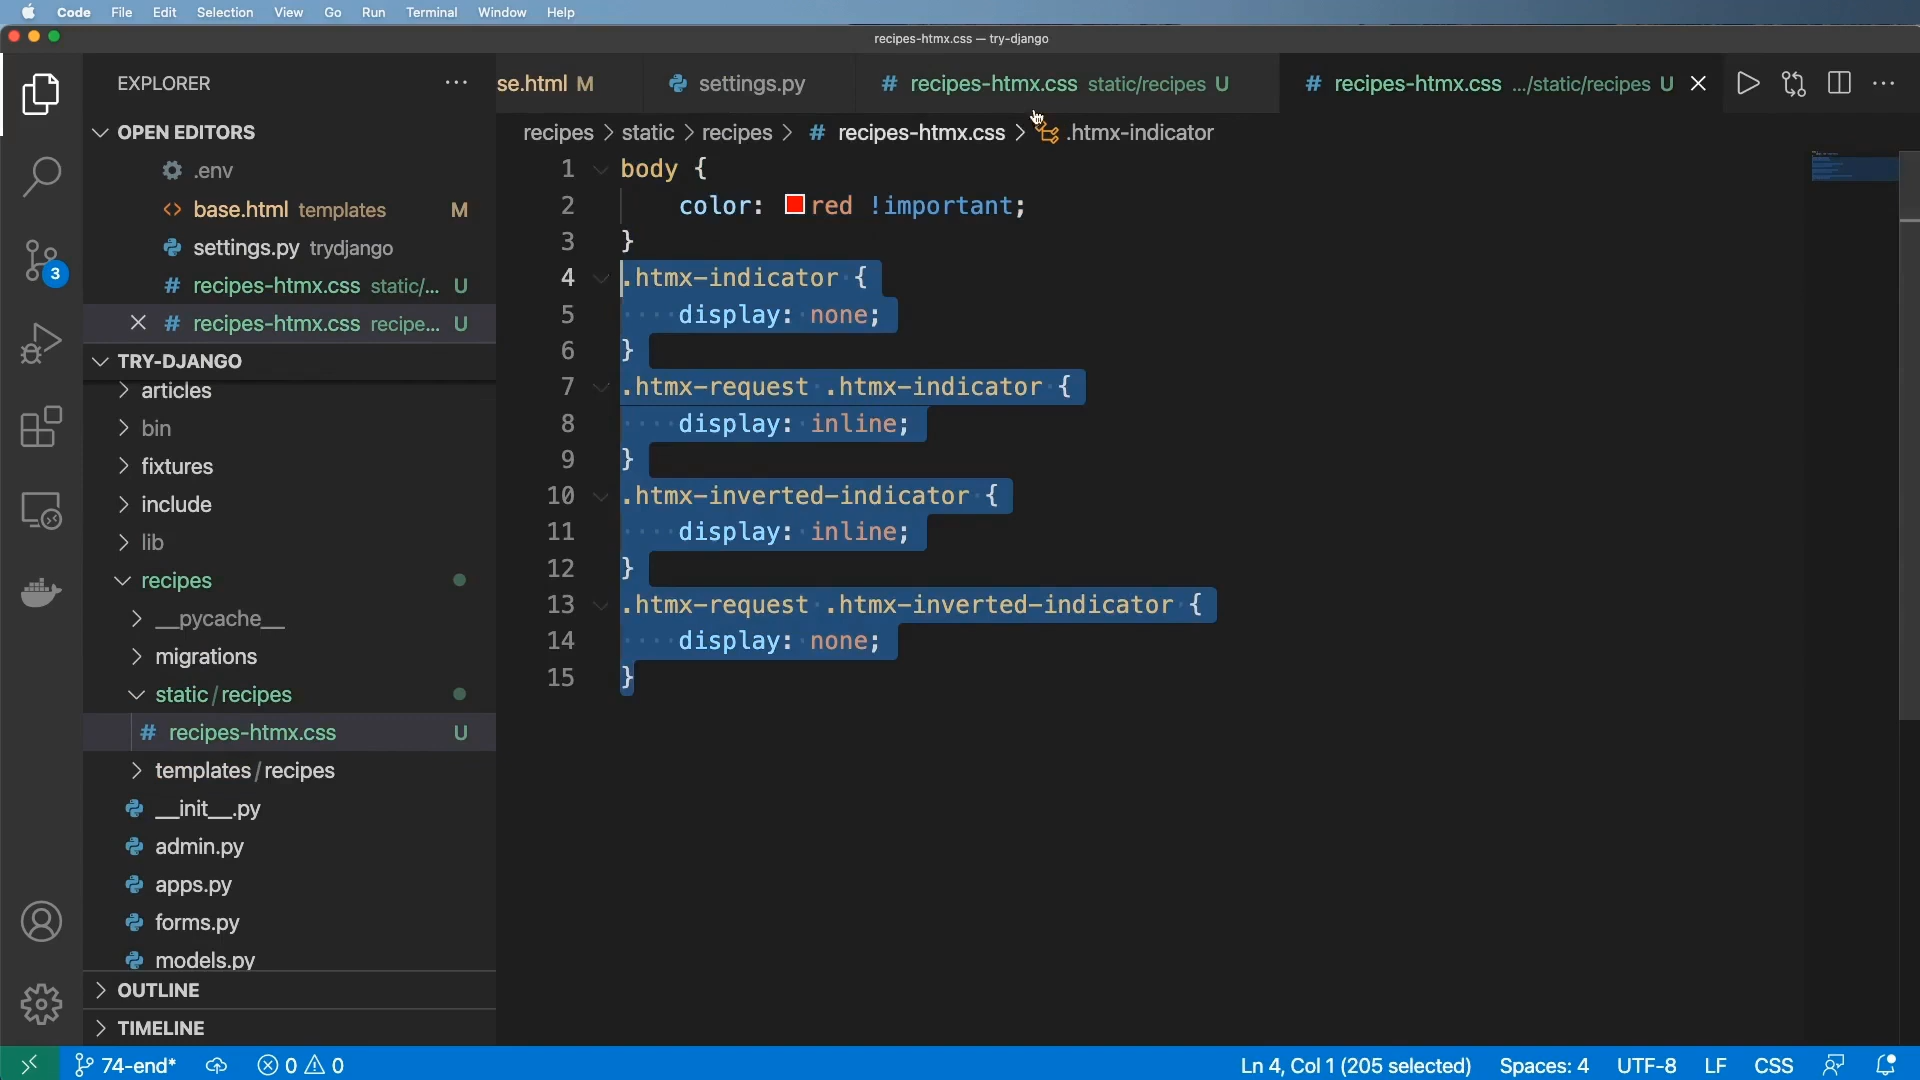 Code File Edit Selection View Go Run Terminal Window Help
recipes-htmx.css — try-django
EXPLORER
se.html M settings.py # recipes-htmx.css static/recipes U # recipes-htmx.css .../static/recipes U
OPEN EDITORS
.env
base.html templates M
settings.py trydjango
# recipes-htmx.css static/... U
# recipes-htmx.css recipe... U
TRY-DJANGO
articles
bin
fixtures
include
lib
recipes
__pycache__
migrations
static/recipes
# recipes-htmx.css U
templates/recipes
__init__.py
admin.py
apps.py
forms.py
models.py
OUTLINE
TIMELINE
3
recipes > static > recipes > # recipes-htmx.css > .htmx-indicator
1 body {
2 color: red !important;
3 }
4 .htmx-indicator {
5 display: none;
6 }
7 .htmx-request .htmx-indicator {
8 display: inline;
9 }
10 .htmx-inverted-indicator {
11 display: inline;
12 }
13 .htmx-request .htmx-inverted-indicator {
14 display: none;
15 }
74-end* 0 0 Ln 4, Col 1 (205 selected) Spaces: 4 UTF-8 LF CSS